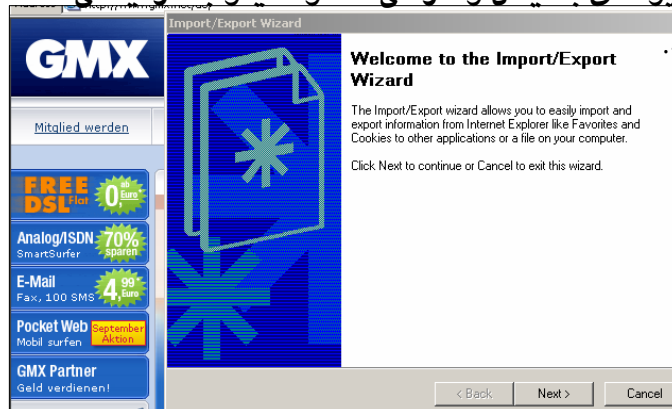 Import/Export Wizard
GMX
Mitglied werden
FREE
DSL Flat
ab
0,- Euro
Analog/ISDN
SmartSurfer
70%
sparen
E-Mail
Fax, 100 SMS
4,99 Euro
Pocket Web
Mobil surfen
September
Aktion
GMX Partner
Geld verdienen!
Welcome to the Import/Export
Wizard
The Import/Export wizard allows you to easily import and
export information from Internet Explorer like Favorites and
Cookies to other applications or a file on your computer.
Click Next to continue or Cancel to exit this wizard.
< Back
Next >
Cancel